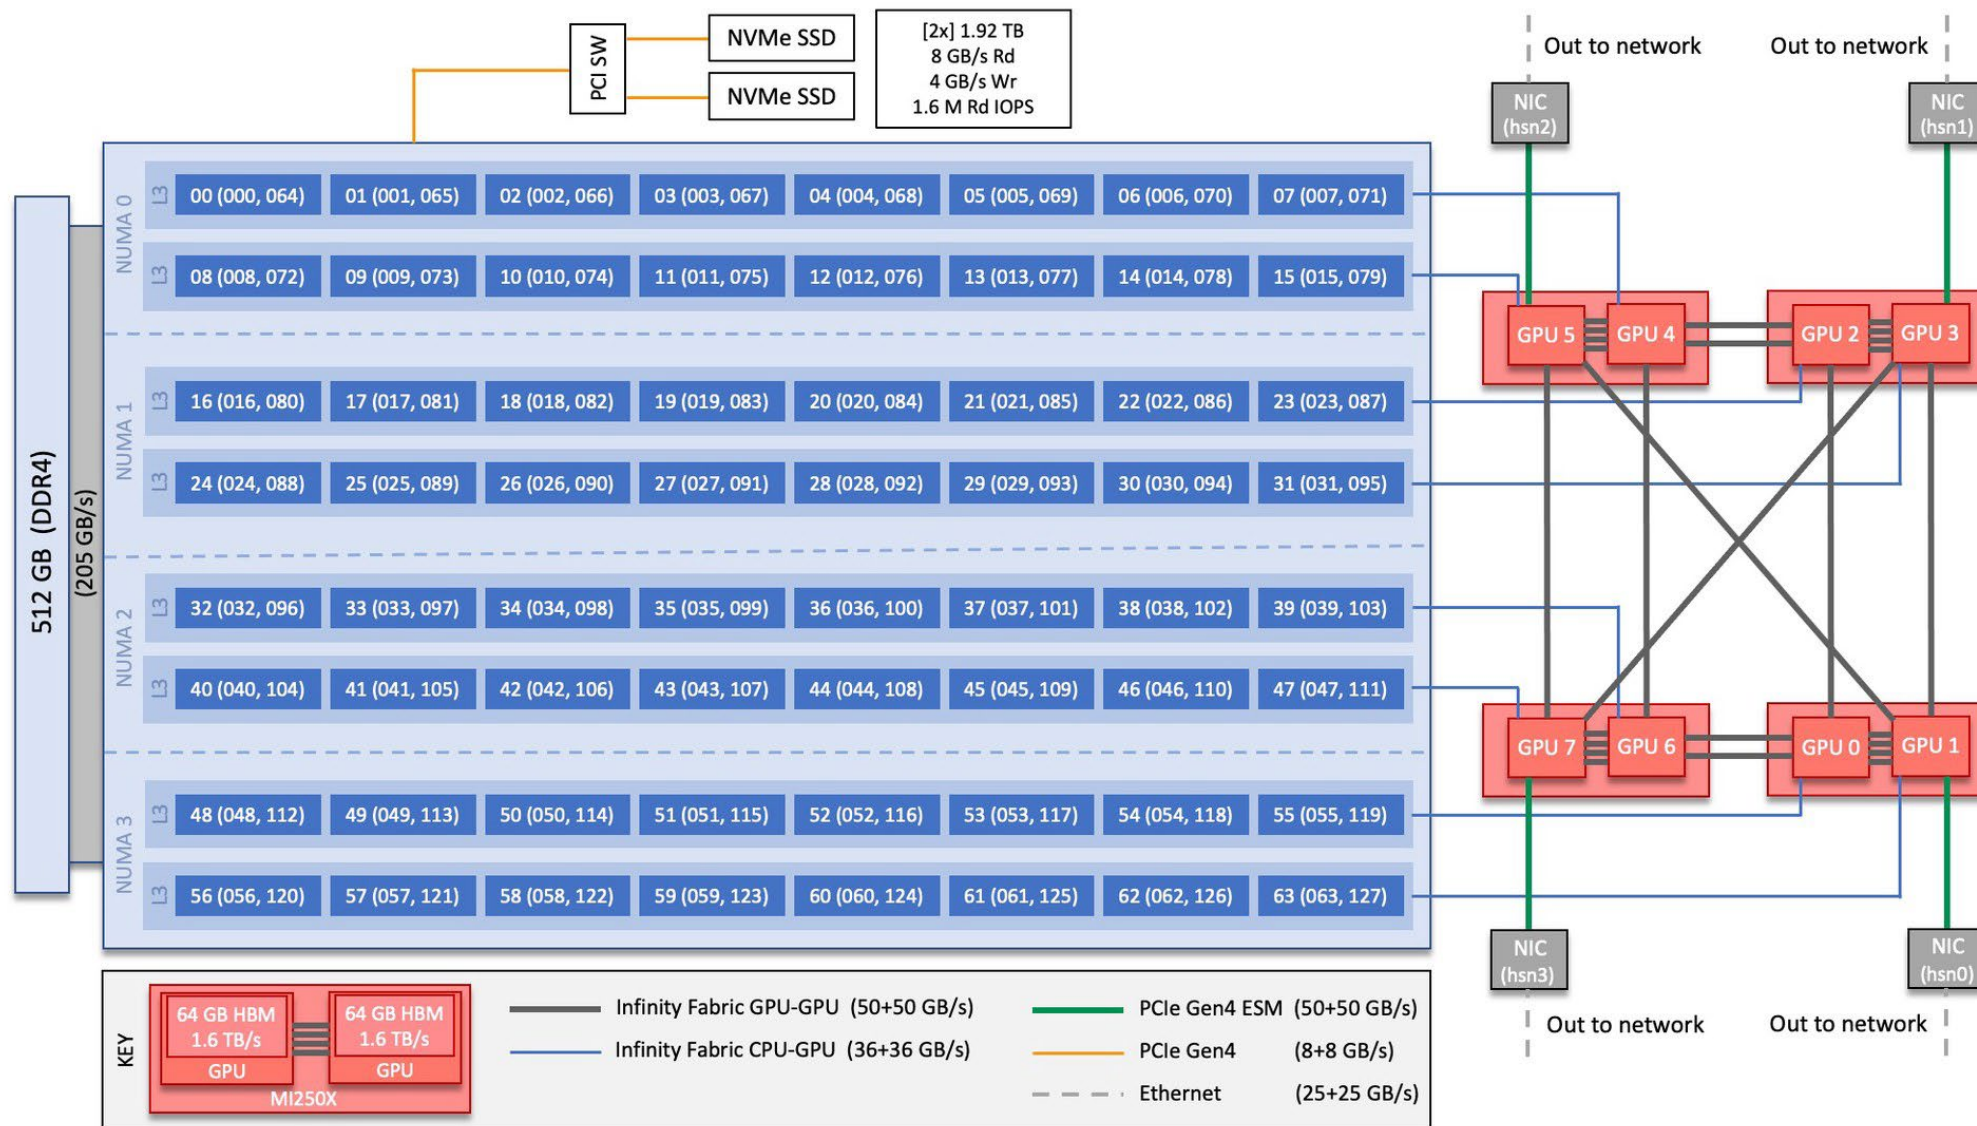 NVMe SSD
PCI SW
NVMe SSD
[2x] 1.92 TB
8 GB/s Rd
4 GB/s Wr
1.6 M Rd IOPS
Out to network
Out to network
NIC
(hsn2)
NIC
(hsn1)
512 GB (DDR4)
(205 GB/s)
NUMA 0
L3
00 (000, 064) 01 (001, 065) 02 (002, 066) 03 (003, 067) 04 (004, 068) 05 (005, 069) 06 (006, 070) 07 (007, 071)
L3
08 (008, 072) 09 (009, 073) 10 (010, 074) 11 (011, 075) 12 (012, 076) 13 (013, 077) 14 (014, 078) 15 (015, 079)
NUMA 1
L3
16 (016, 080) 17 (017, 081) 18 (018, 082) 19 (019, 083) 20 (020, 084) 21 (021, 085) 22 (022, 086) 23 (023, 087)
L3
24 (024, 088) 25 (025, 089) 26 (026, 090) 27 (027, 091) 28 (028, 092) 29 (029, 093) 30 (030, 094) 31 (031, 095)
NUMA 2
L3
32 (032, 096) 33 (033, 097) 34 (034, 098) 35 (035, 099) 36 (036, 100) 37 (037, 101) 38 (038, 102) 39 (039, 103)
L3
40 (040, 104) 41 (041, 105) 42 (042, 106) 43 (043, 107) 44 (044, 108) 45 (045, 109) 46 (046, 110) 47 (047, 111)
NUMA 3
L3
48 (048, 112) 49 (049, 113) 50 (050, 114) 51 (051, 115) 52 (052, 116) 53 (053, 117) 54 (054, 118) 55 (055, 119)
L3
56 (056, 120) 57 (057, 121) 58 (058, 122) 59 (059, 123) 60 (060, 124) 61 (061, 125) 62 (062, 126) 63 (063, 127)
GPU 5 GPU 4 GPU 2 GPU 3
GPU 7 GPU 6 GPU 0 GPU 1
NIC
(hsn3)
NIC
(hsn0)
Out to network
Out to network
KEY
64 GB HBM
1.6 TB/s
GPU
64 GB HBM
1.6 TB/s
GPU
MI250X
Infinity Fabric GPU-GPU (50+50 GB/s)
Infinity Fabric CPU-GPU (36+36 GB/s)
PCIe Gen4 ESM (50+50 GB/s)
PCIe Gen4 (8+8 GB/s)
Ethernet (25+25 GB/s)